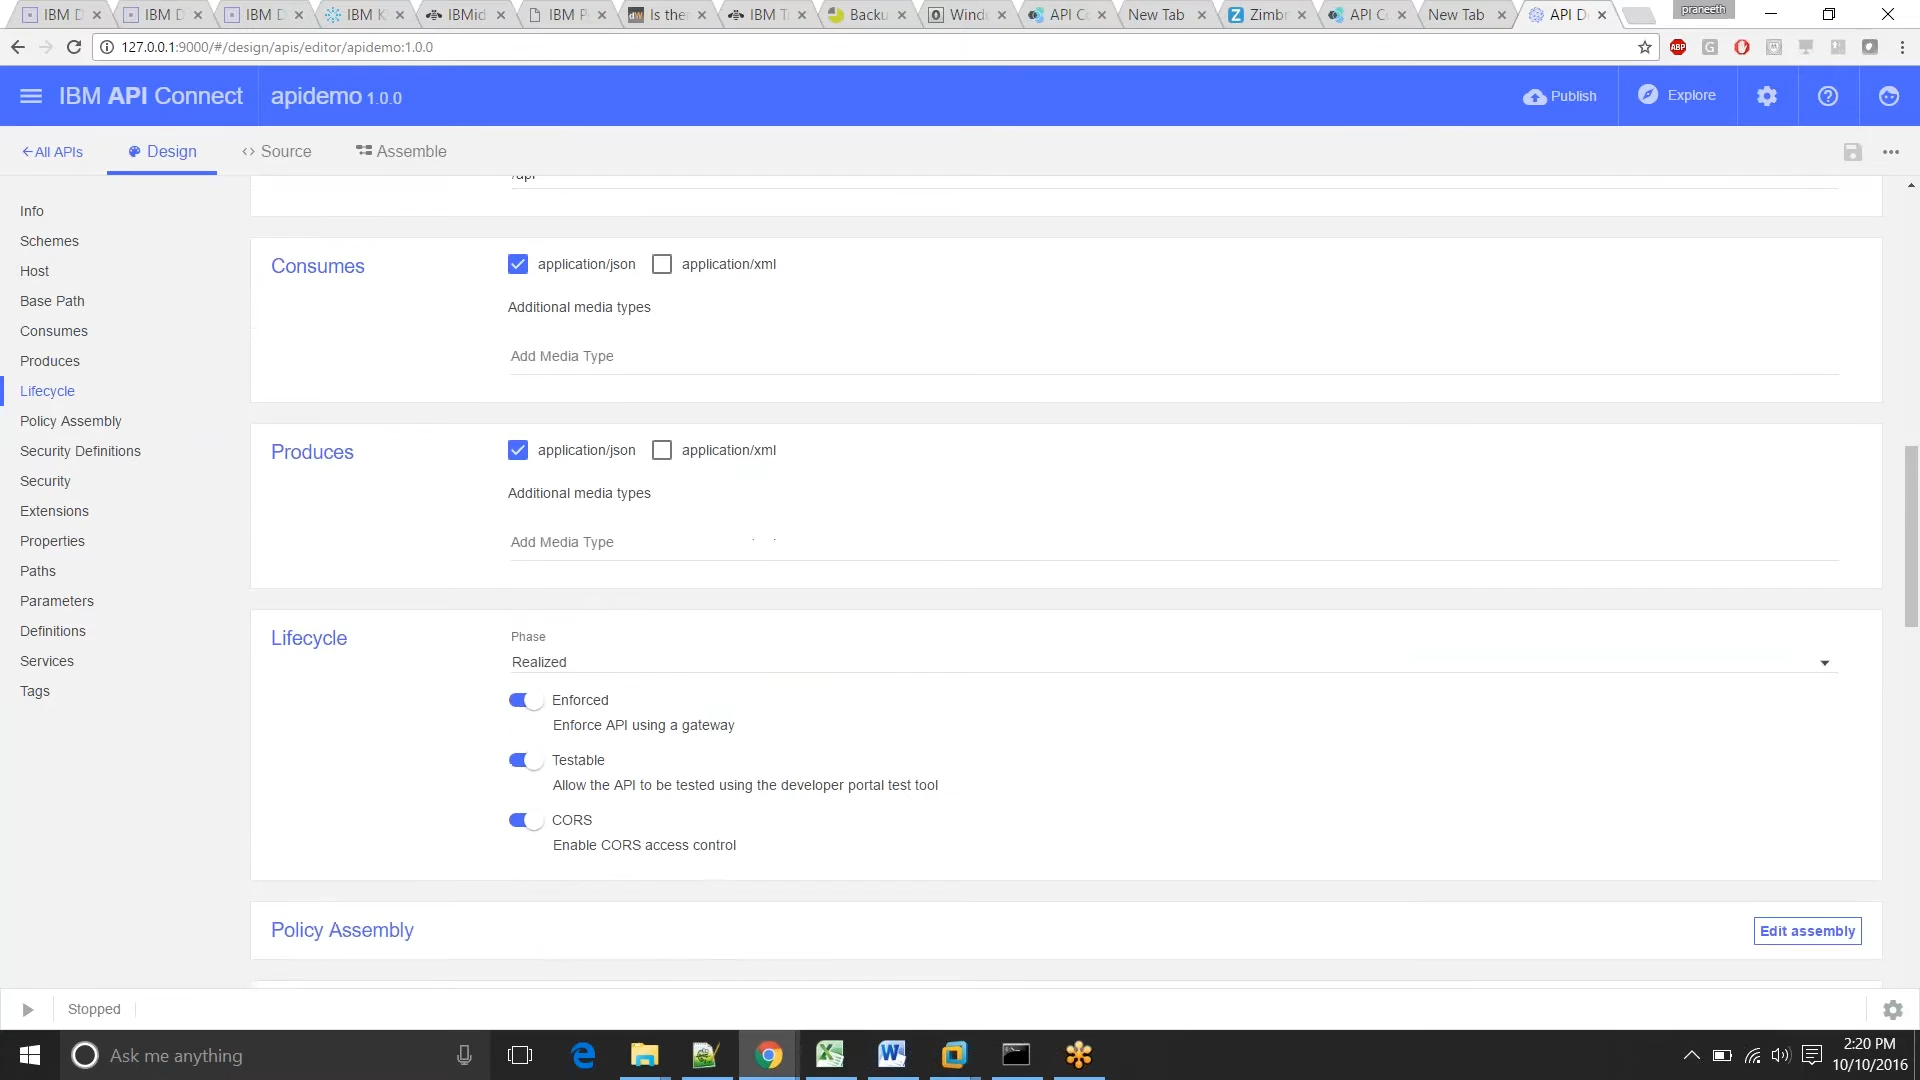 IBM D
IBM D
IBM D
IBM K
IBMid
IBM P
Is the
IBM T
Backu
Windo
API C
New Tab
Zimbr
API C
New Tab
API D
praneeth
127.0.0.1:9000/#/design/apis/editor/apidemo:1.0.0
IBM API Connect
apidemo 1.0.0
Publish
Explore
All APIs
Design
Source
Assemble
Info
Schemes
Host
Base Path
Consumes
Produces
Lifecycle
Policy Assembly
Security Definitions
Security
Extensions
Properties
Paths
Parameters
Definitions
Services
Tags
/api
Consumes
application/json
application/xml
Additional media types
Add Media Type
Produces
application/json
application/xml
Additional media types
Add Media Type
Lifecycle
Phase
Realized
Enforced
Enforce API using a gateway
Testable
Allow the API to be tested using the developer portal test tool
CORS
Enable CORS access control
Policy Assembly
Edit assembly
Stopped
Ask me anything
2:20 PM
10/10/2016